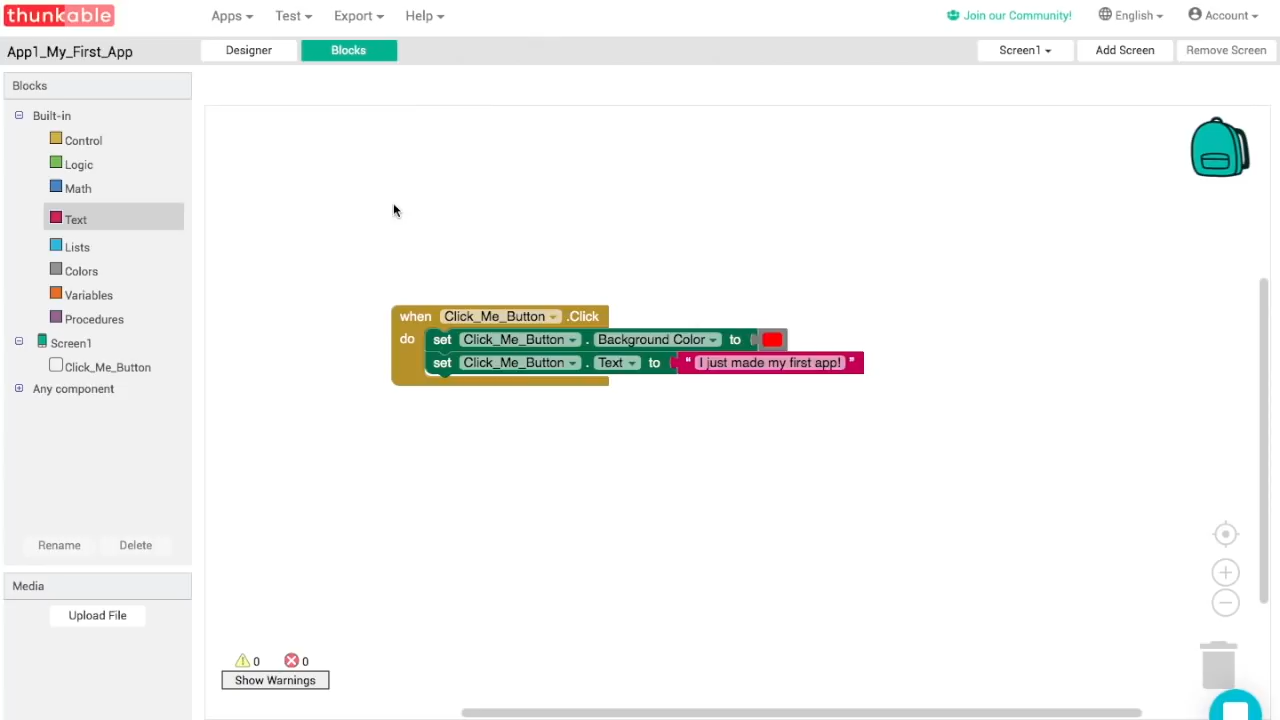 thunkable
Apps Test Export Help Join our Community! English Account
App1_My_First_App Designer Blocks Screen1 Add Screen Remove Screen
Blocks
Built-in
Control
Logic
Math
Text
Lists
Colors
Variables
Procedures
Screen1
Click_Me_Button
Any component
Rename Delete
Media
Upload File
when Click_Me_Button .Click
do set Click_Me_Button . Background Color to
set Click_Me_Button . Text to “ I just made my first app! ”
0 0
Show Warnings